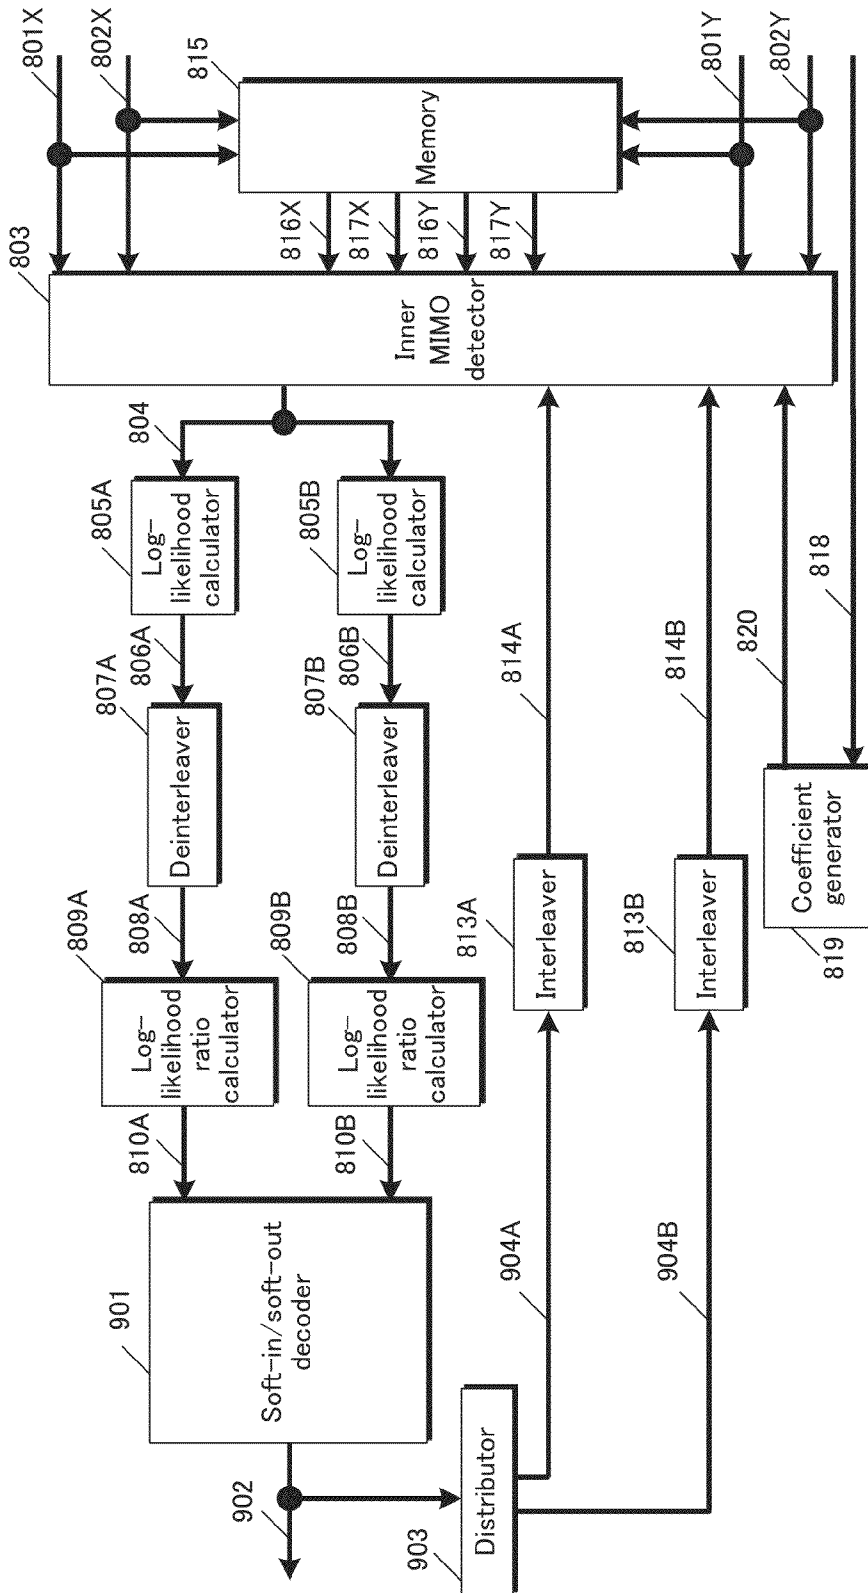 801X
802X
815
Memory
801Y
802Y
803
816X
817X
816Y
817Y
Inner
MIMO
detector
804
805A
Log-
likelihood
calculator
805B
Log-
likelihood
calculator
818
806A
806B
814A
814B
820
807A
Deinterleaver
807B
Deinterleaver
808A
808B
813A
Interleaver
813B
Interleaver
Coefficient
generator
819
809A
Log-
likelihood
ratio
calculator
809B
Log-
likelihood
ratio
calculator
810A
810B
904A
904B
901
Soft-in/soft-out
decoder
902
903
Distributor